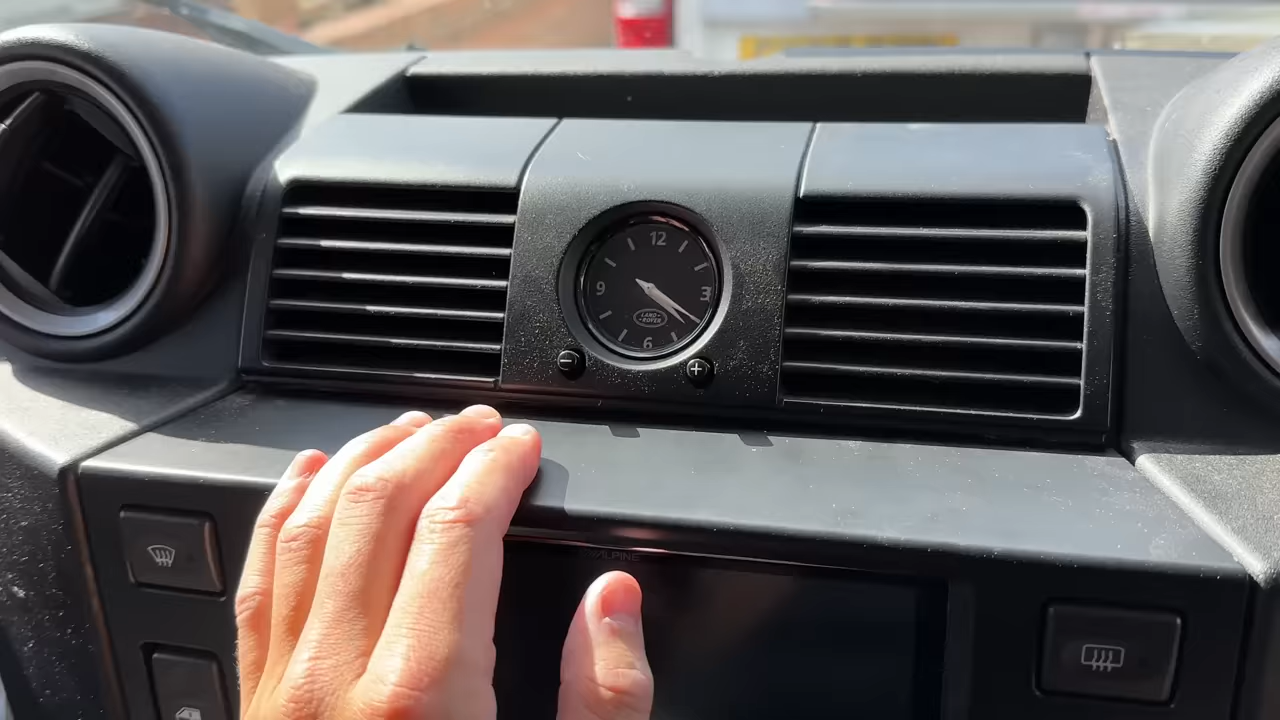 12
9
3
LAND-
-ROVER
6
- +
ALPINE